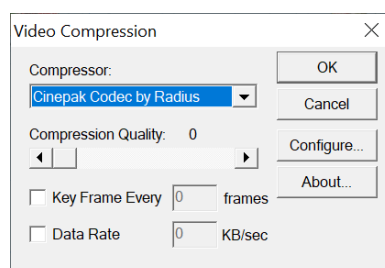 Video Compression
Compressor:
Cinepak Codec by Radius
Compression Quality: 0
Key Frame Every 0 frames
Data Rate 0 KB/sec
OK
Cancel
Configure...
About...